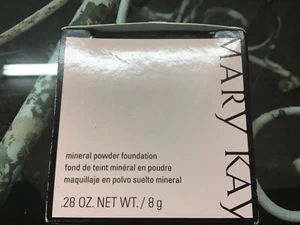 MARY KAY
mineral powder foundation
fond de teint minéral en poudre
maquillaje en polvo suelto mineral
.28 OZ. NET WT. / 8 g